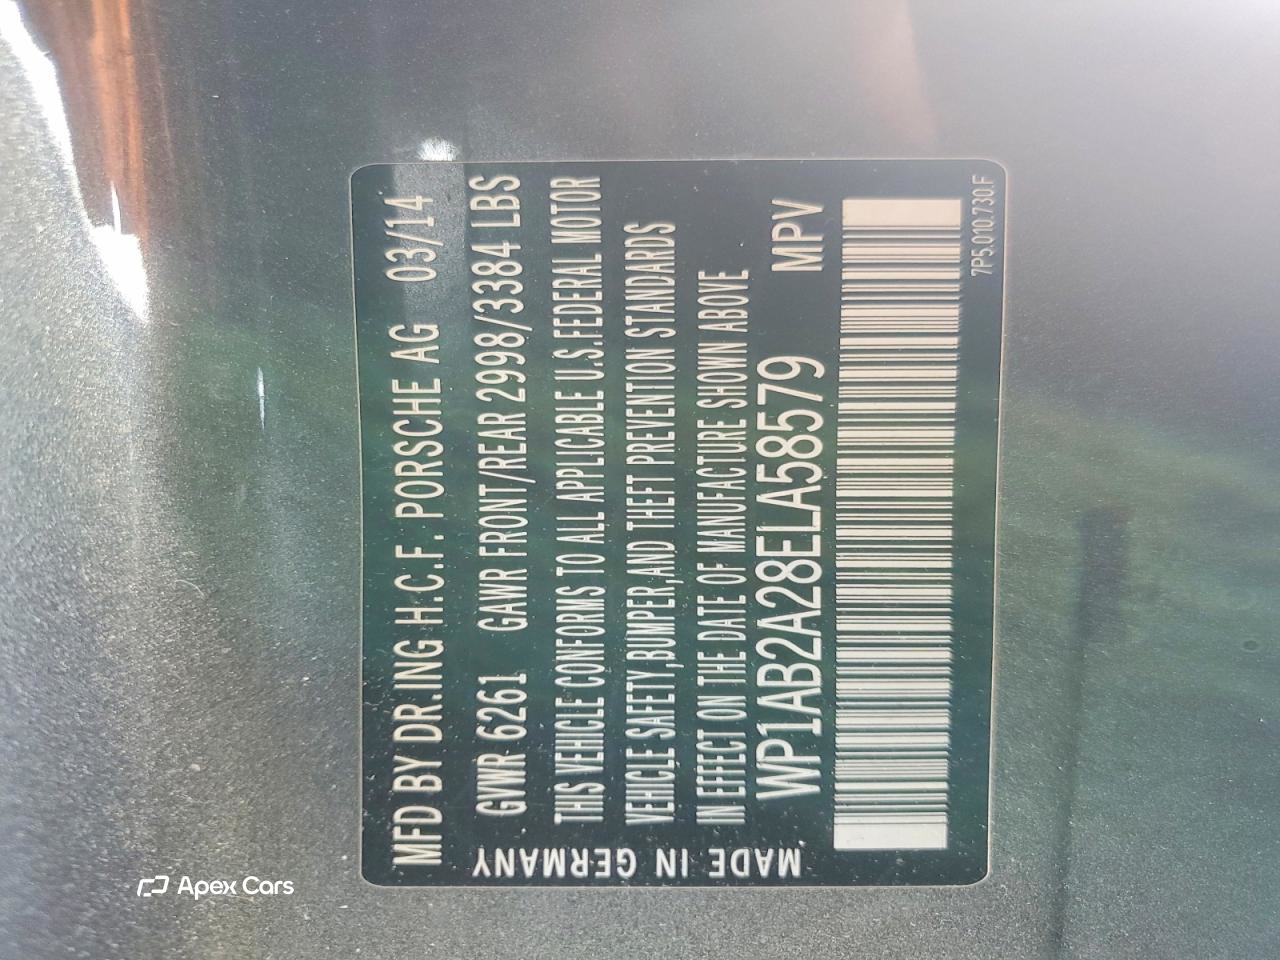 MFD BY DR.ING H.C.F. PORSCHE AG 03/14
GVWR 6261 GAWR FRONT/REAR 2998/3384 LBS
THIS VEHICLE CONFORMS TO ALL APPLICABLE U.S.FEDERAL MOTOR
VEHICLE SAFETY,BUMPER,AND THEFT PREVENTION STANDARDS
IN EFFECT ON THE DATE OF MANUFACTURE SHOWN ABOVE
WP1AB2A28ELA58579 MPV
7P5.010.730.F
MADE IN GERMANY
Apex Cars